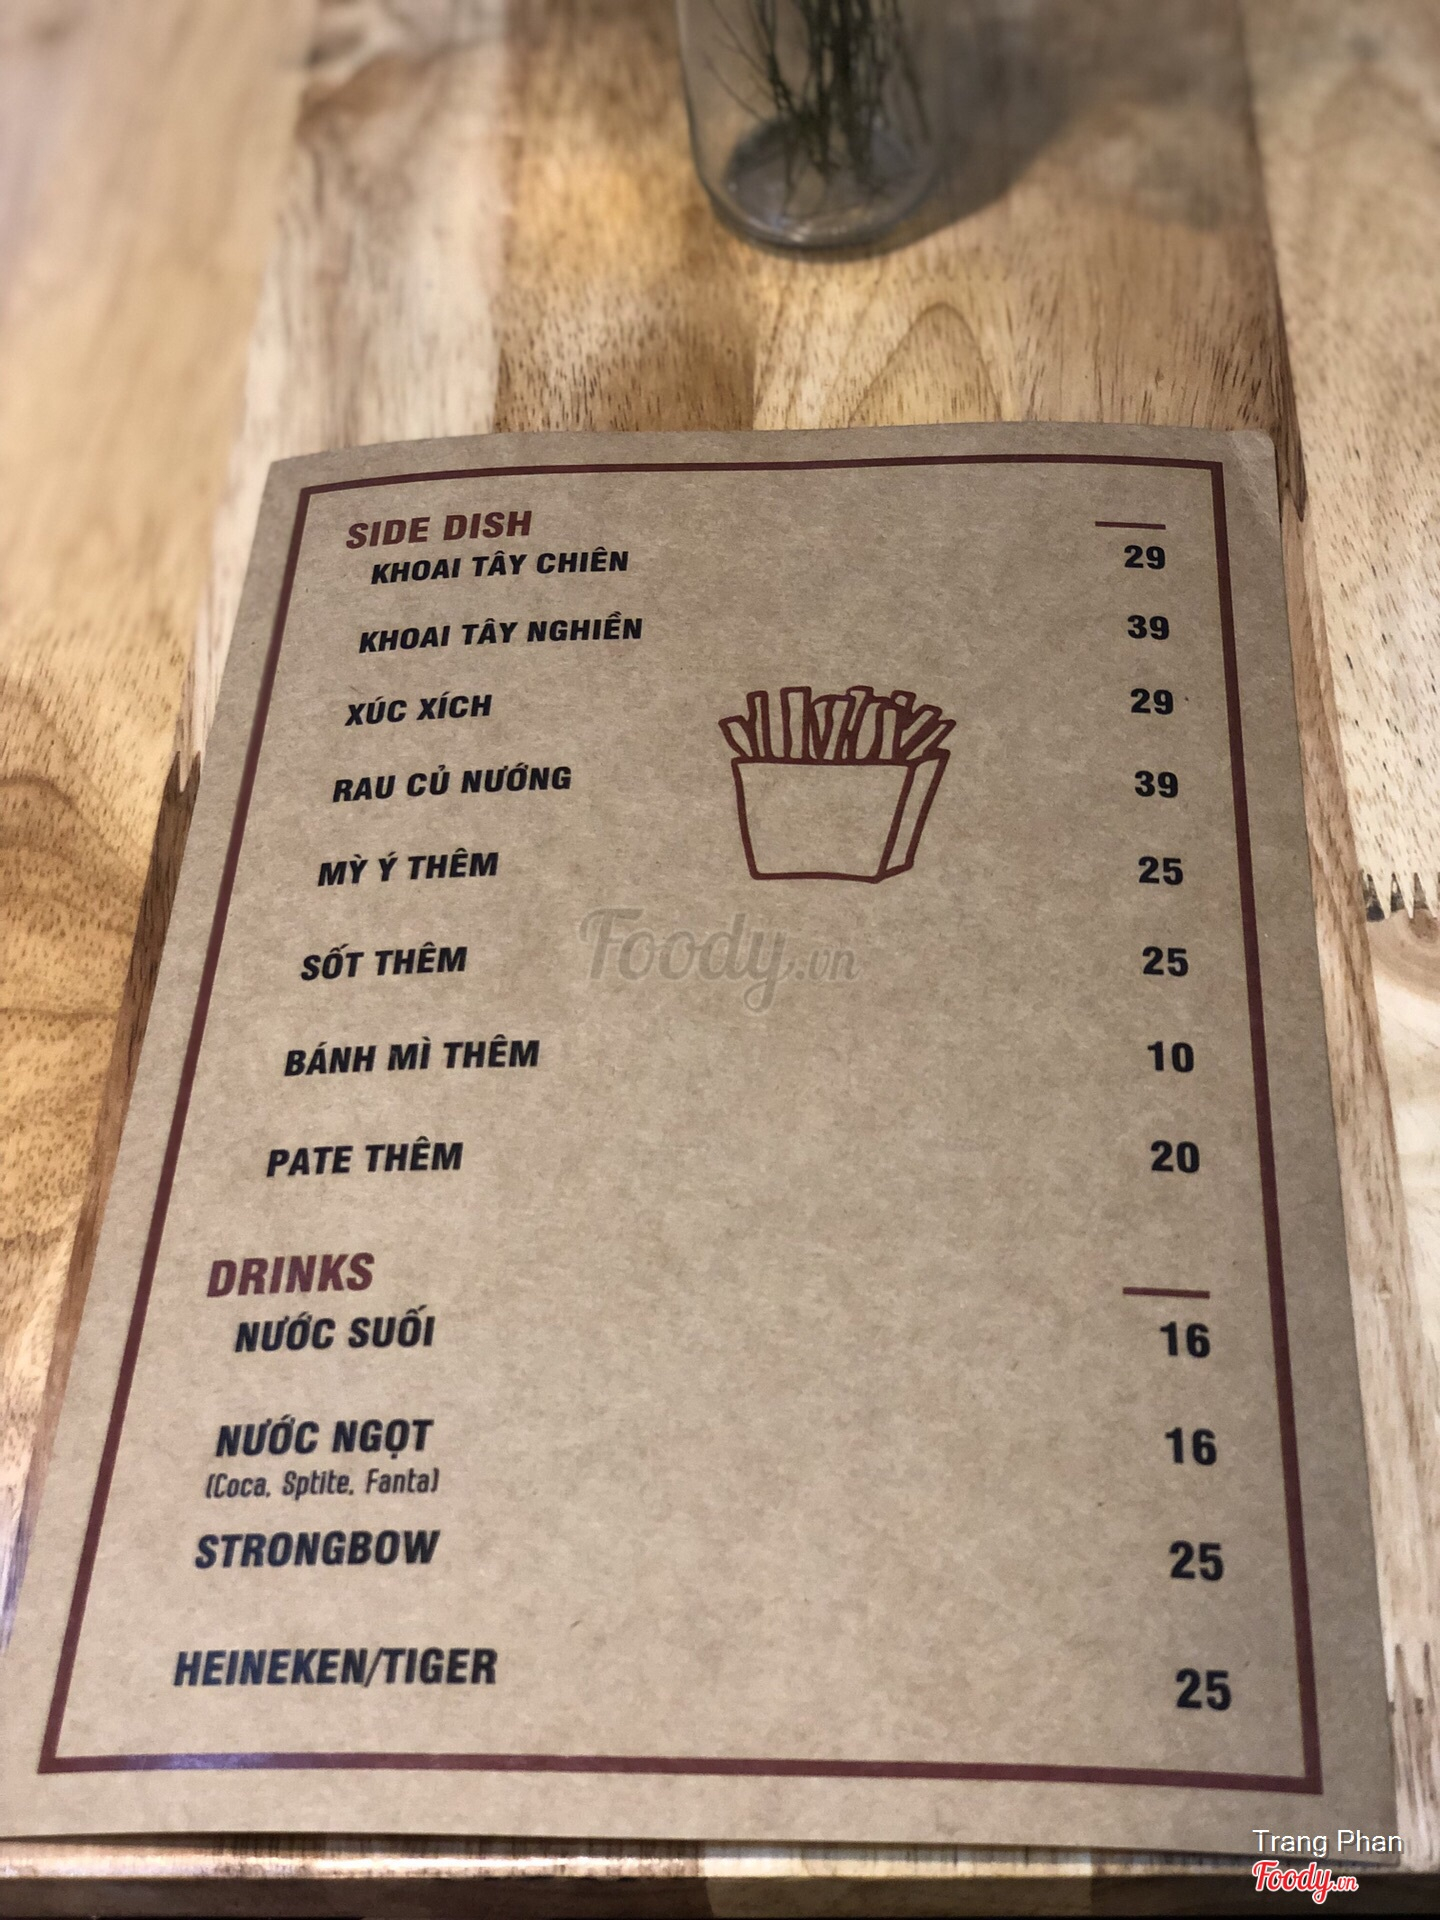 SIDE DISH
KHOAI TÂY CHIÊN 29
KHOAI TÂY NGHIỀN 39
XÚC XÍCH 29
RAU CỦ NƯỚNG 39
MỲ Ý THÊM 25
SỐT THÊM 25
BÁNH MÌ THÊM 10
PATE THÊM 20
DRINKS
NƯỚC SUỐI 16
NƯỚC NGỌT 16
(Coca, Sptite, Fanta)
STRONGBOW 25
HEINEKEN/TIGER 25
Foody.vn
Trang Phan
Foody.vn